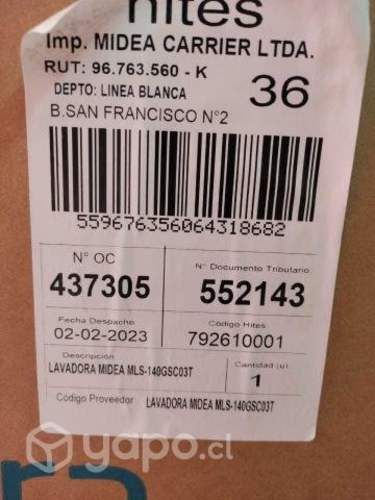 hites
Imp. MIDEA CARRIER LTDA.
RUT: 96.763.560 - K
DEPTO: LINEA BLANCA
36
B.SAN FRANCISCO N°2
559676356064318682
N° OC
N° Documento Tributario
437305
552143
Fecha Despacho
Código Hites
02-02-2023
792610001
Descripción
Cantidad (u)
LAVADORA MIDEA MLS-140GSC03T
1
Código Proveedor
LAVADORA MIDEA MLS-140GSC03T
yapo.cl